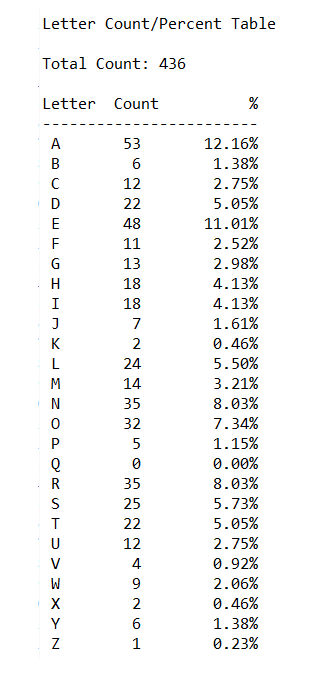 Letter Count/Percent Table
Total Count: 436
Letter  Count          %
------------------------
A       53       12.16%
B        6        1.38%
C       12        2.75%
D       22        5.05%
E       48       11.01%
F       11        2.52%
G       13        2.98%
H       18        4.13%
I       18        4.13%
J        7        1.61%
K        2        0.46%
L       24        5.50%
M       14        3.21%
N       35        8.03%
O       32        7.34%
P        5        1.15%
Q        0        0.00%
R       35        8.03%
S       25        5.73%
T       22        5.05%
U       12        2.75%
V        4        0.92%
W        9        2.06%
X        2        0.46%
Y        6        1.38%
Z        1        0.23%